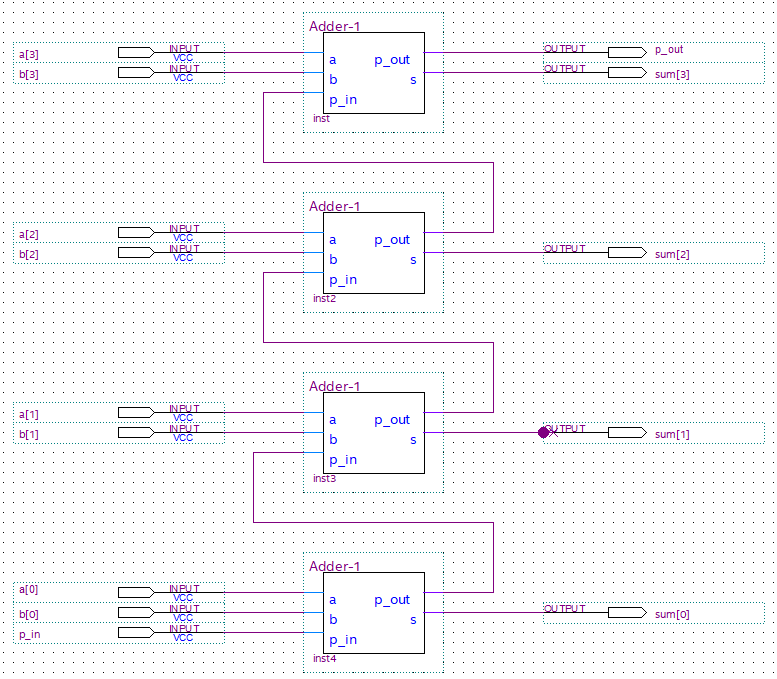 Adder-1
a[3] INPUT VCC a p_out OUTPUT p_out
b[3] INPUT VCC b s OUTPUT sum[3]
p_in
inst
Adder-1
a[2] INPUT VCC a p_out
b[2] INPUT VCC b s OUTPUT sum[2]
p_in
inst2
Adder-1
a[1] INPUT VCC a p_out
b[1] INPUT VCC b s OUTPUT sum[1]
p_in
inst3
Adder-1
a[0] INPUT VCC a p_out
b[0] INPUT VCC b s OUTPUT sum[0]
p_in INPUT VCC p_in
inst4